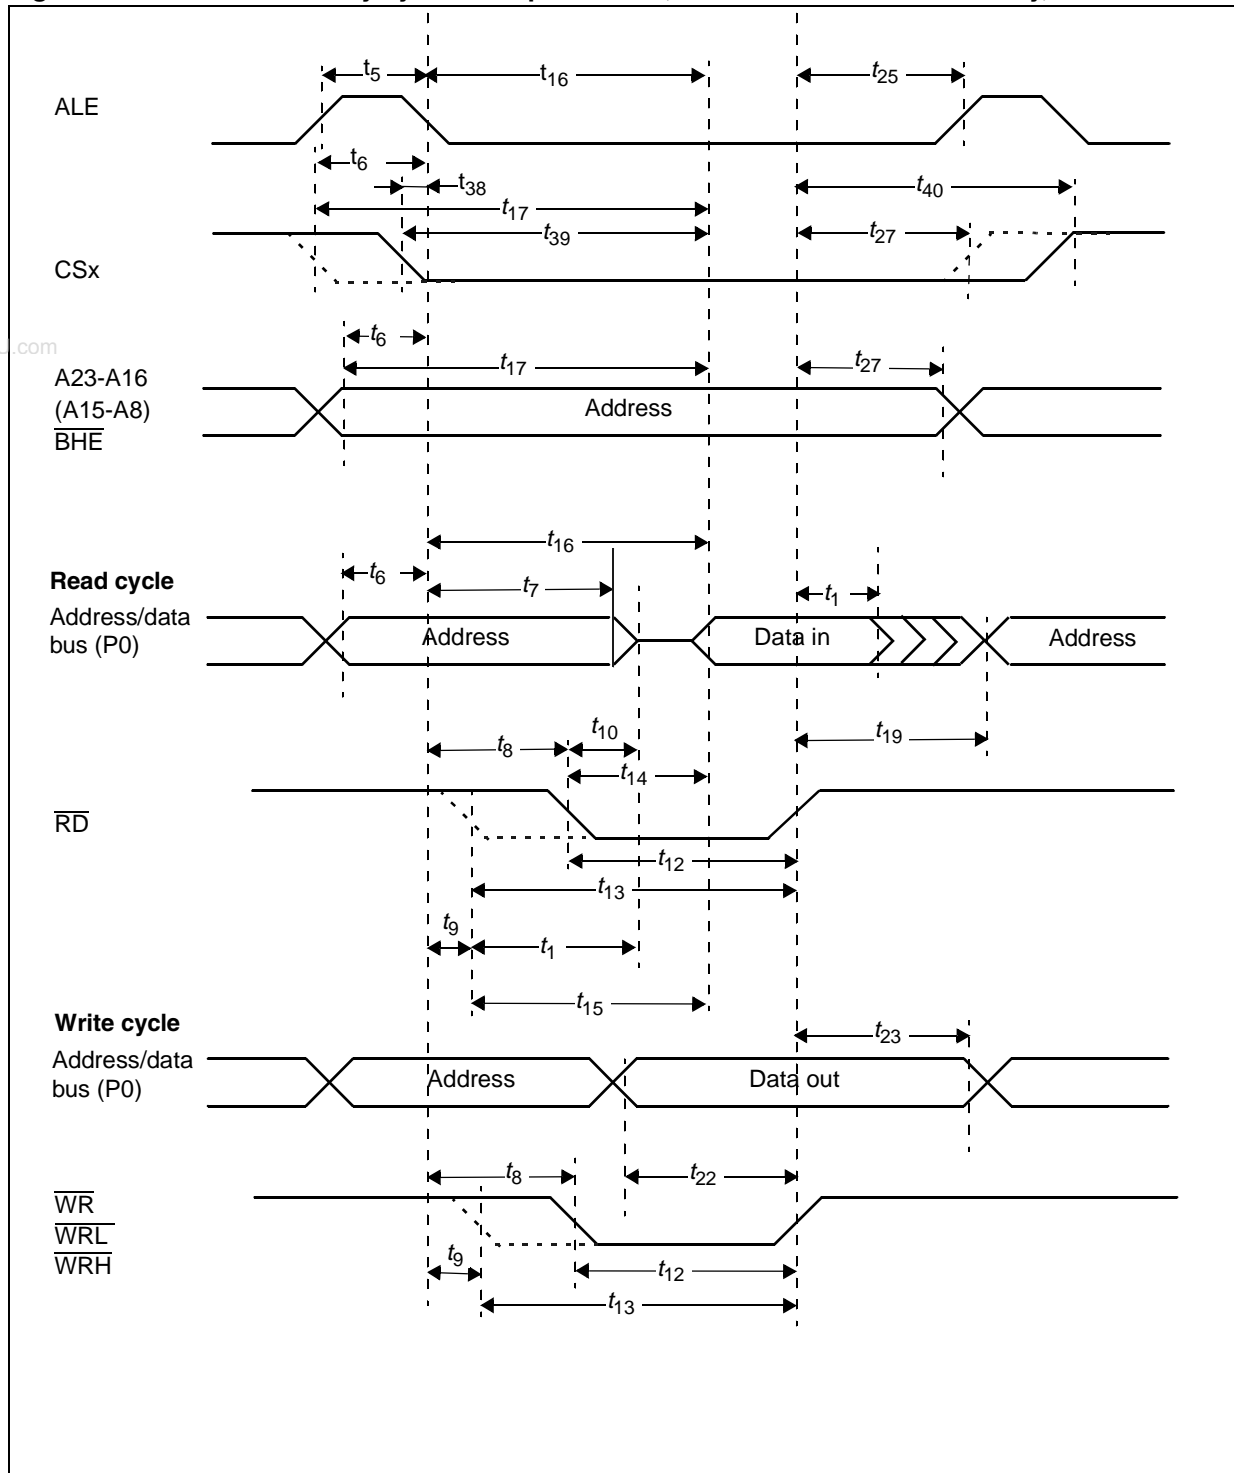 ALE
t5
t16
t25
t6
t38
t17
t39
t40
t27
CSx
J.com
t6
t17
t27
A23-A16
(A15-A8)
BHE
Address
t16
t6
t7
t1
Read cycle
Address/data
bus (P0)
Address
Data in
Address
t8
t10
t14
t19
RD
t12
t13
t9
t1
t15
Write cycle
Address/data
bus (P0)
t23
Address
Data out
t8
t22
WR
WRL
WRH
t9
t12
t13